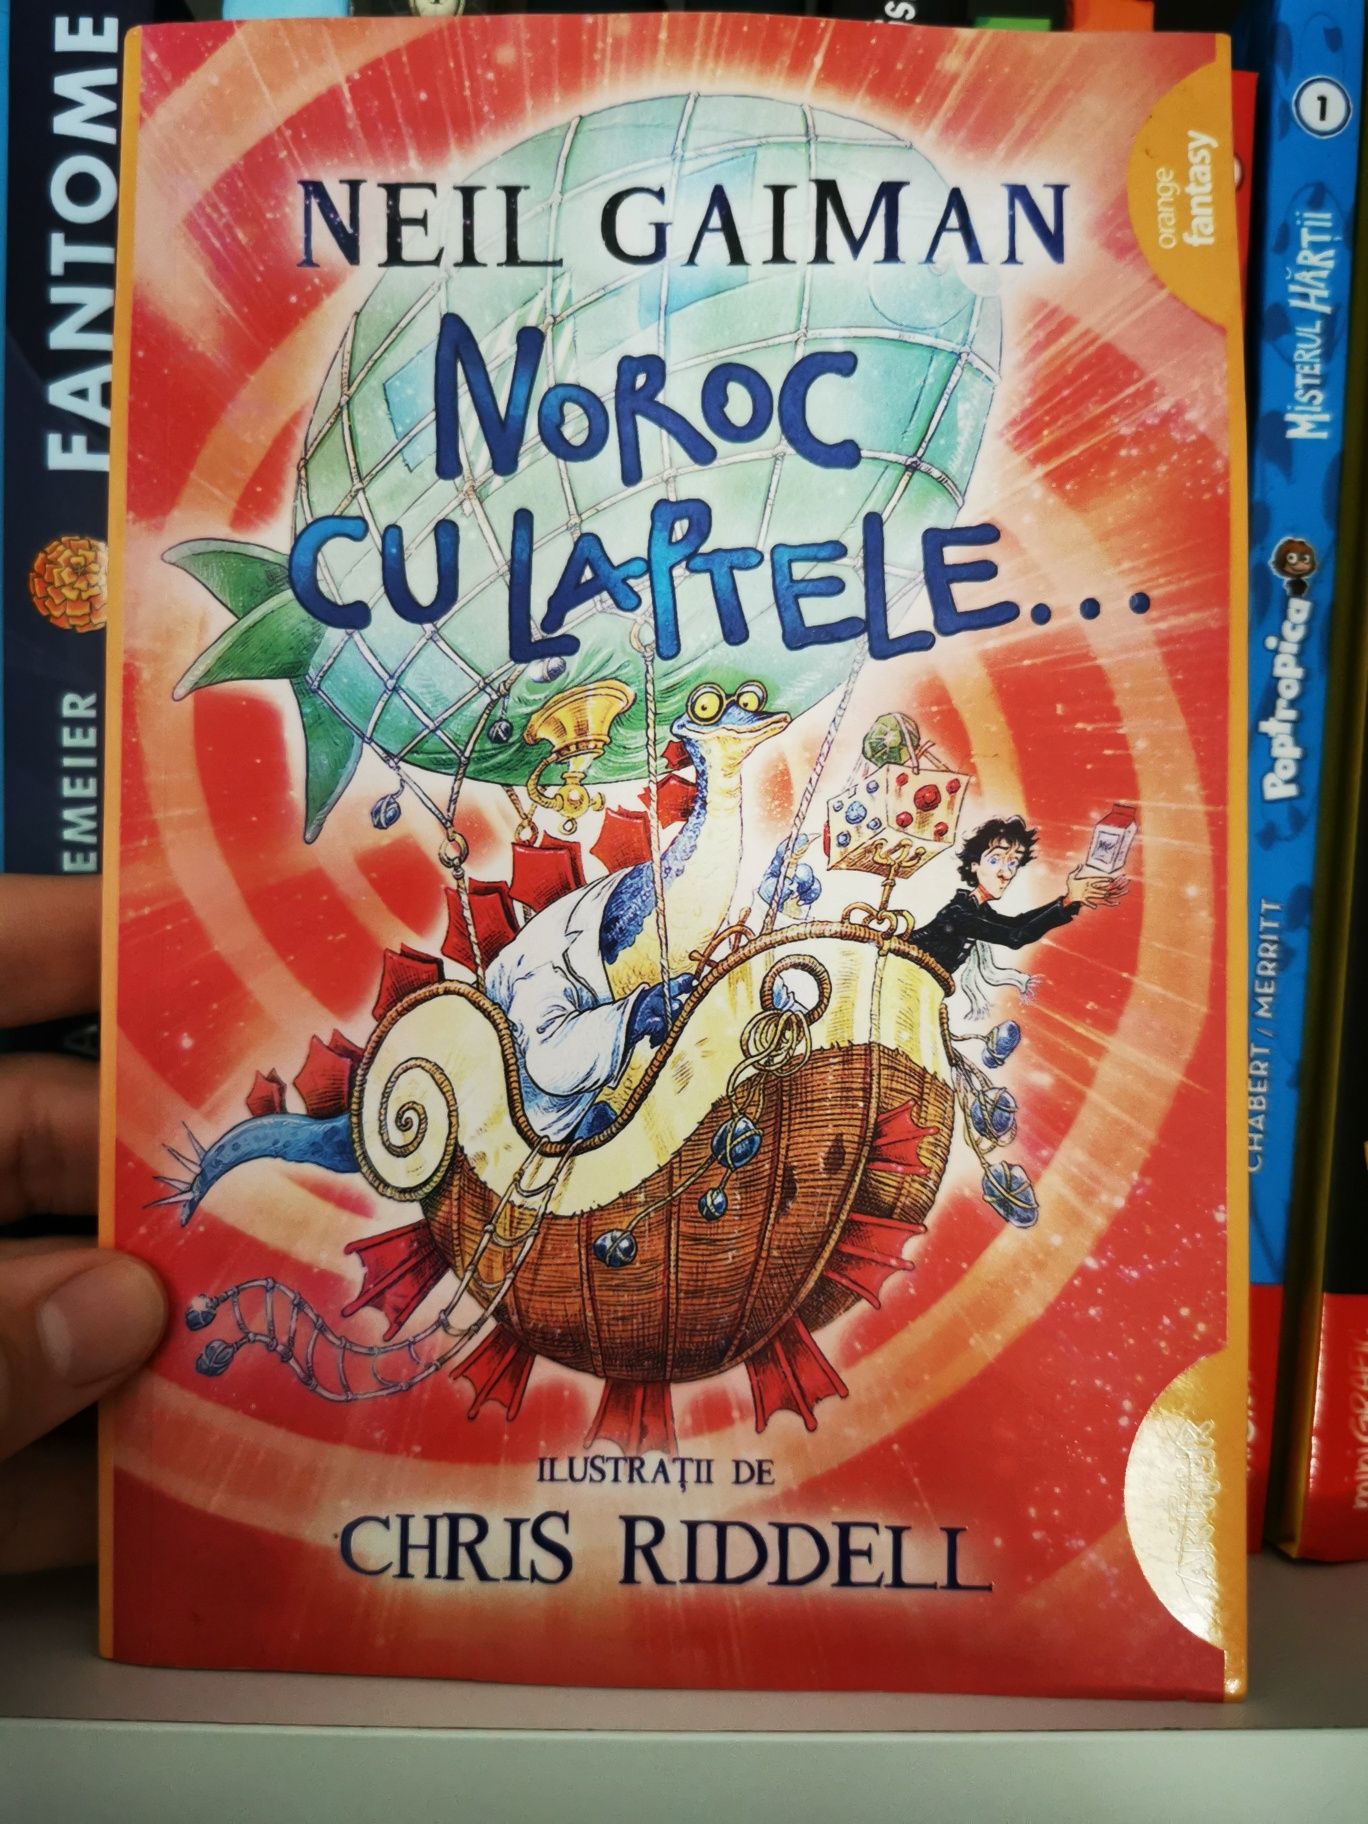 NEIL GAIMAN
NOROC
CU LAPTELE...
ILUSTRAȚII DE
CHRIS RIDDELL
orange
fantasy
ARTHUR
FANTOME
EMEIER
1
MISTERUL HĂRȚII
Poptropica
CHABERT / MERRITT